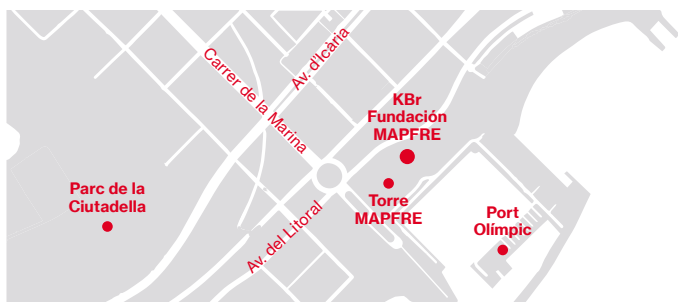 Av. d'Icària
Carrer de la Marina
KBr
Fundación
MAPFRE
Parc de la
Ciutadella
Torre
MAPFRE
Port
Olímpic
Av. del Litoral